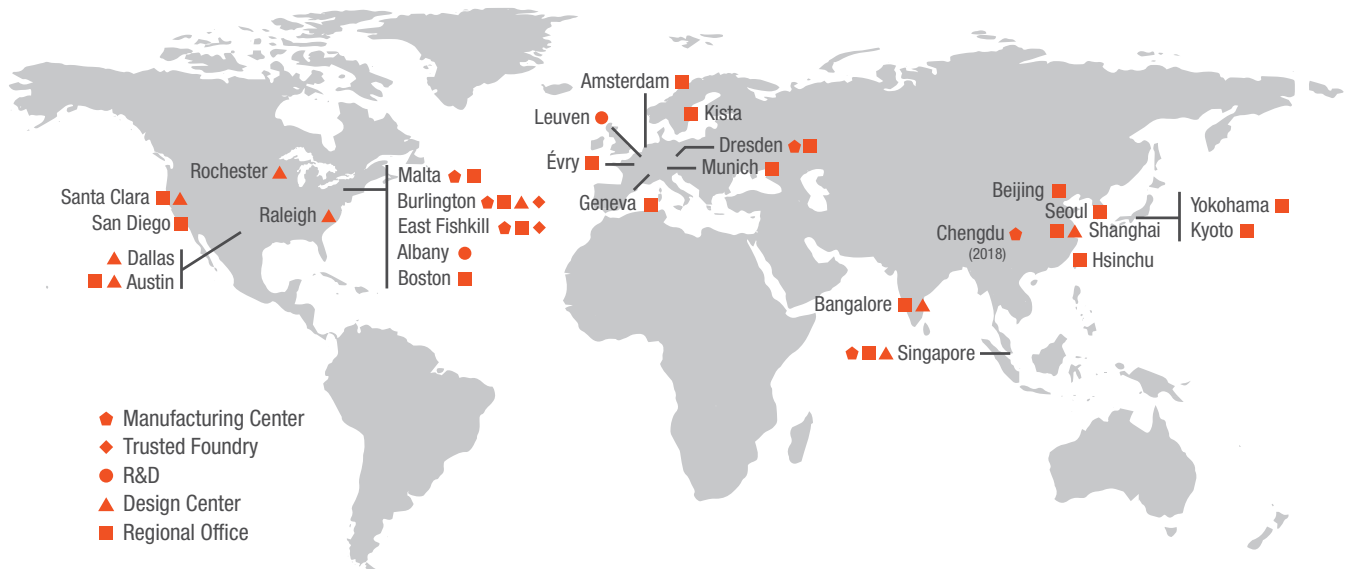 Amsterdam
Leuven
Kista
Dresden
Évry
Munich
Geneva
Rochester
Santa Clara
San Diego
Raleigh
Dallas
Austin
Malta
Burlington
East Fishkill
Albany
Boston
Beijing
Seoul
Chengdu
(2018)
Shanghai
Hsinchu
Yokohama
Kyoto
Bangalore
Singapore
Manufacturing Center
Trusted Foundry
R&D
Design Center
Regional Office